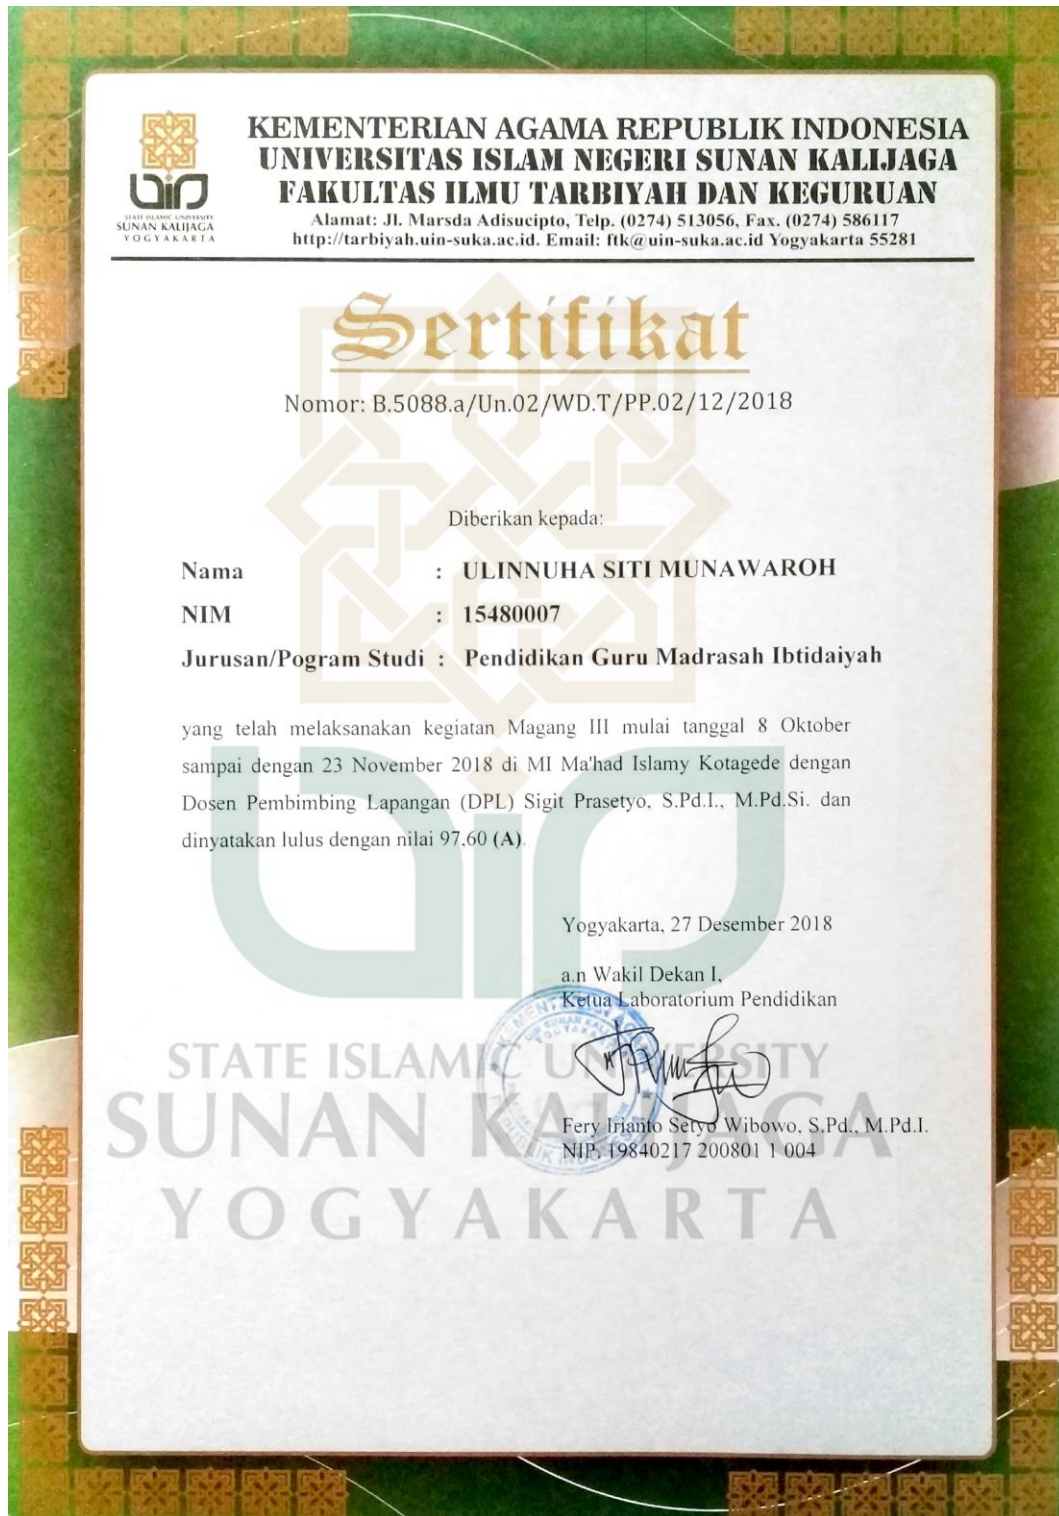 KEMENTERIAN AGAMA REPUBLIK INDONESIA
UNIVERSITAS ISLAM NEGERI SUNAN KALIJAGA
FAKULTAS ILMU TARBIYAH DAN KEGURUAN
Alamat: Jl. Marsda Adisucipto, Telp. (0274) 513056, Fax. (0274) 586117
http://tarbiyah.uin-suka.ac.id. Email: ftk@uin-suka.ac.id Yogyakarta 55281
STATE ISLAMIC UNIVERSITY
SUNAN KALIJAGA
YOGYAKARTA
Sertifikat
Nomor: B.5088.a/Un.02/WD.T/PP.02/12/2018
Diberikan kepada:
Nama : ULINNUHA SITI MUNAWAROH
NIM : 15480007
Jurusan/Pogram Studi : Pendidikan Guru Madrasah Ibtidaiyah
yang telah melaksanakan kegiatan Magang III mulai tanggal 8 Oktober
sampai dengan 23 November 2018 di MI Ma'had Islamy Kotagede dengan
Dosen Pembimbing Lapangan (DPL) Sigit Prasetyo, S.Pd.I., M.Pd.Si. dan
dinyatakan lulus dengan nilai 97,60 (A).
Yogyakarta, 27 Desember 2018
a.n Wakil Dekan I,
Ketua Laboratorium Pendidikan
Fery Irianto Setyo Wibowo, S.Pd., M.Pd.I.
NIP. 19840217 200801 1 004
STATE ISLAMIC UNIVERSITY
SUNAN KALIJAGA
YOGYAKARTA